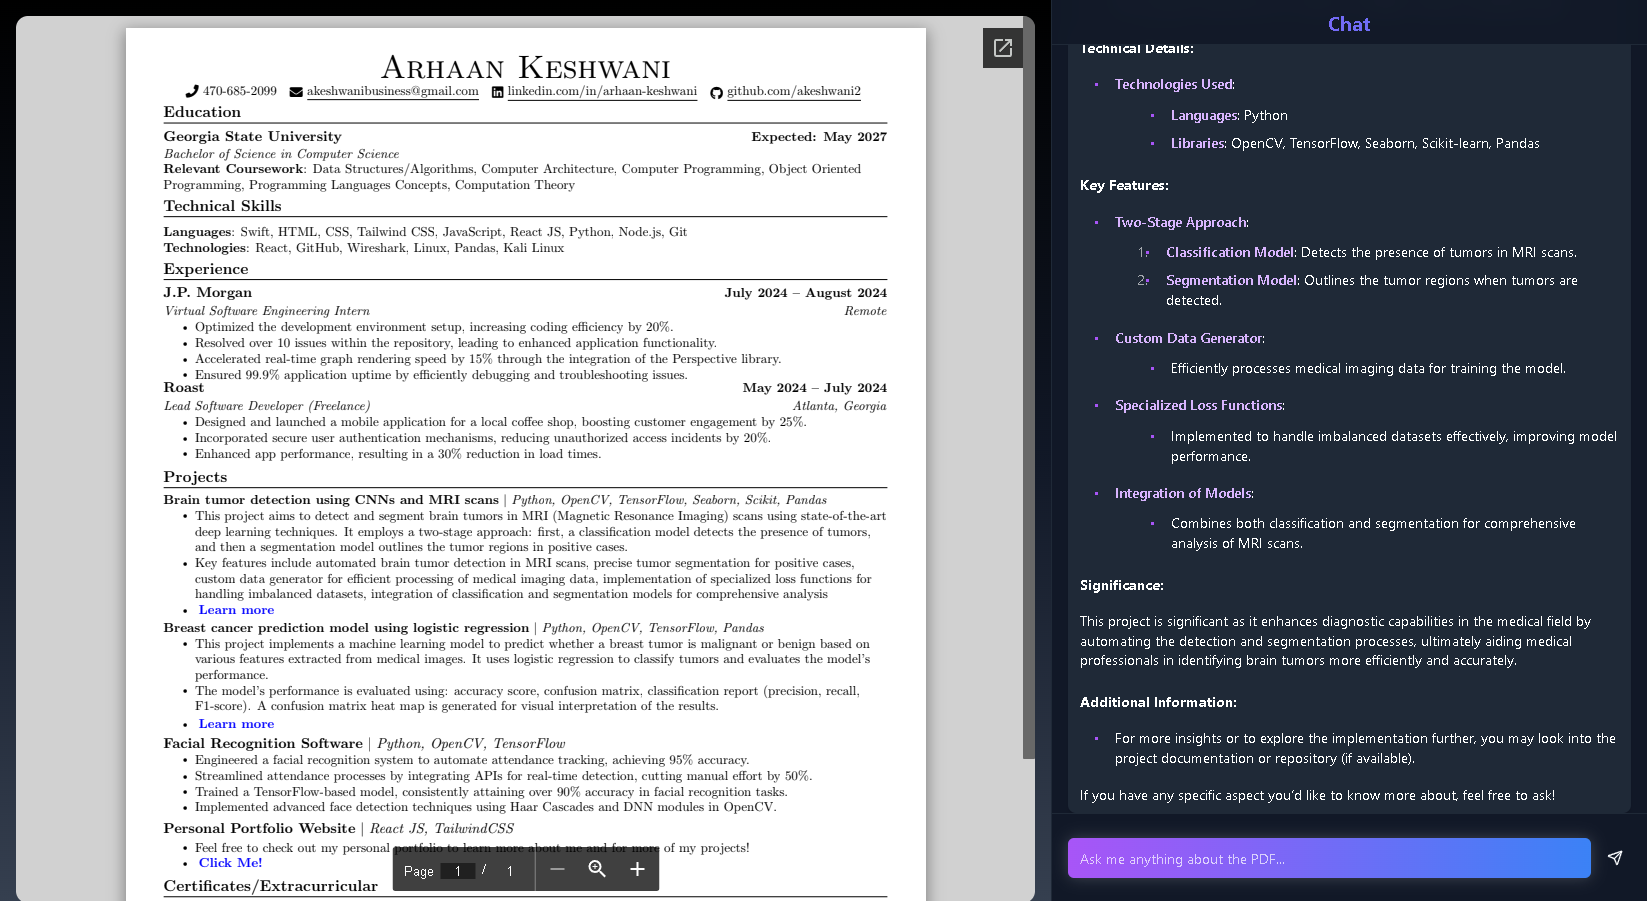 ARHAAN KESHWANI
470-685-2099 akeshwanibusiness@gmail.com linkedin.com/in/arhaan-keshwani github.com/akeshwani2
Education
Georgia State University Expected: May 2027
Bachelor of Science in Computer Science
Relevant Coursework: Data Structures/Algorithms, Computer Architecture, Computer Programming, Object Oriented
Programming, Programming Languages Concepts, Computation Theory
Technical Skills
Languages: Swift, HTML, CSS, Tailwind CSS, JavaScript, React JS, Python, Node.js, Git
Technologies: React, GitHub, Wireshark, Linux, Pandas, Kali Linux
Experience
J.P. Morgan July 2024 – August 2024
Virtual Software Engineering Intern Remote
• Optimized the development environment setup, increasing coding efficiency by 20%.
• Resolved over 10 issues within the repository, leading to enhanced application functionality.
• Accelerated real-time graph rendering speed by 15% through the integration of the Perspective library.
• Ensured 99.9% application uptime by efficiently debugging and troubleshooting issues.
Roast May 2024 – July 2024
Lead Software Developer (Freelance) Atlanta, Georgia
• Designed and launched a mobile application for a local coffee shop, boosting customer engagement by 25%.
• Incorporated secure user authentication mechanisms, reducing unauthorized access incidents by 20%.
• Enhanced app performance, resulting in a 30% reduction in load times.
Projects
Brain tumor detection using CNNs and MRI scans | Python, OpenCV, TensorFlow, Seaborn, Scikit, Pandas
• This project aims to detect and segment brain tumors in MRI (Magnetic Resonance Imaging) scans using state-of-the-art
deep learning techniques. It employs a two-stage approach: first, a classification model detects the presence of tumors,
and then a segmentation model outlines the tumor regions in positive cases.
• Key features include automated brain tumor detection in MRI scans, precise tumor segmentation for positive cases,
custom data generator for efficient processing of medical imaging data, implementation of specialized loss functions for
handling imbalanced datasets, integration of classification and segmentation models for comprehensive analysis
• Learn more
Breast cancer prediction model using logistic regression | Python, OpenCV, TensorFlow, Pandas
• This project implements a machine learning model to predict whether a breast tumor is malignant or benign based on
various features extracted from medical images. It uses logistic regression to classify tumors and evaluates the model's
performance.
• The model's performance is evaluated using: accuracy score, confusion matrix, classification report (precision, recall,
F1-score). A confusion matrix heat map is generated for visual interpretation of the results.
• Learn more
Facial Recognition Software | Python, OpenCV, TensorFlow
• Engineered a facial recognition system to automate attendance tracking, achieving 95% accuracy.
• Streamlined attendance processes by integrating APIs for real-time detection, cutting manual effort by 50%.
• Trained a TensorFlow-based model, consistently attaining over 90% accuracy in facial recognition tasks.
• Implemented advanced face detection techniques using Haar Cascades and DNN modules in OpenCV.
Personal Portfolio Website | React JS, TailwindCSS
• Feel free to check out my personal portfolio to learn more about me and for more of my projects!
• Click Me!
Certificates/Extracurricular
Page 1 / 1
Chat
Technical Details:
• Technologies Used:
• Languages: Python
• Libraries: OpenCV, TensorFlow, Seaborn, Scikit-learn, Pandas
Key Features:
• Two-Stage Approach:
1. Classification Model: Detects the presence of tumors in MRI scans.
2. Segmentation Model: Outlines the tumor regions when tumors are
detected.
• Custom Data Generator:
• Efficiently processes medical imaging data for training the model.
• Specialized Loss Functions:
• Implemented to handle imbalanced datasets effectively, improving model
performance.
• Integration of Models:
• Combines both classification and segmentation for comprehensive
analysis of MRI scans.
Significance:
This project is significant as it enhances diagnostic capabilities in the medical field by
automating the detection and segmentation processes, ultimately aiding medical
professionals in identifying brain tumors more efficiently and accurately.
Additional Information:
• For more insights or to explore the implementation further, you may look into the
project documentation or repository (if available).
If you have any specific aspect you'd like to know more about, feel free to ask!
Ask me anything about the PDF...